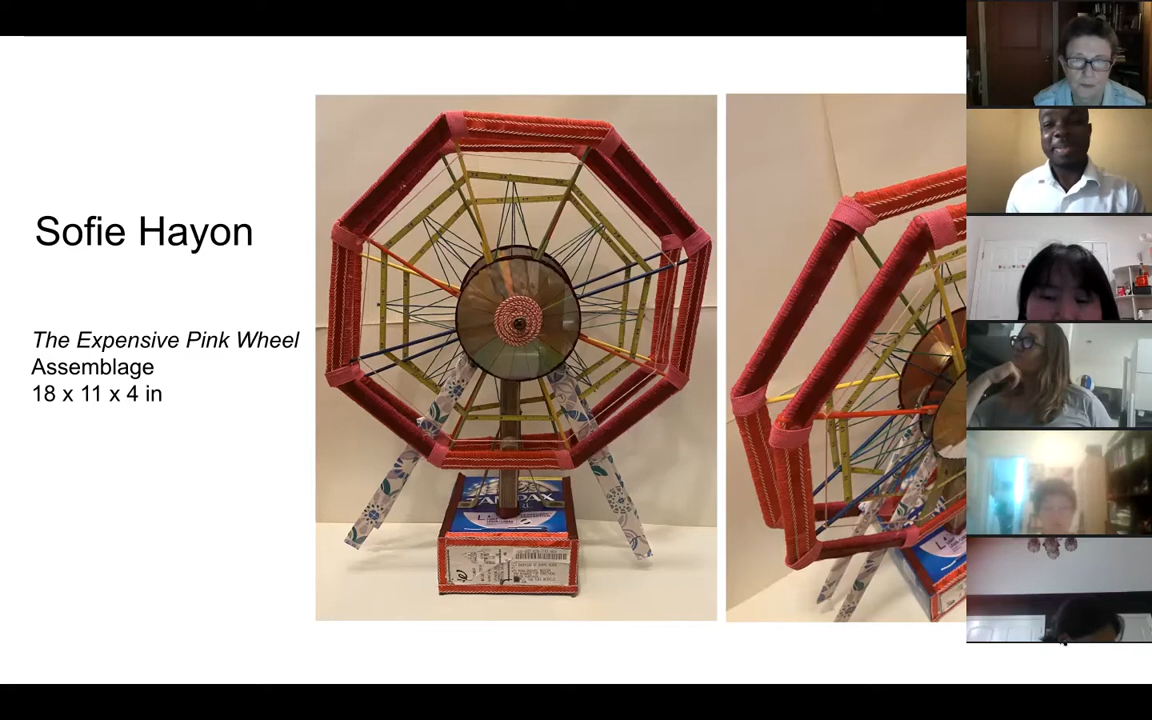 Sofie Hayon
The Expensive Pink Wheel
Assemblage
18 x 11 x 4 in